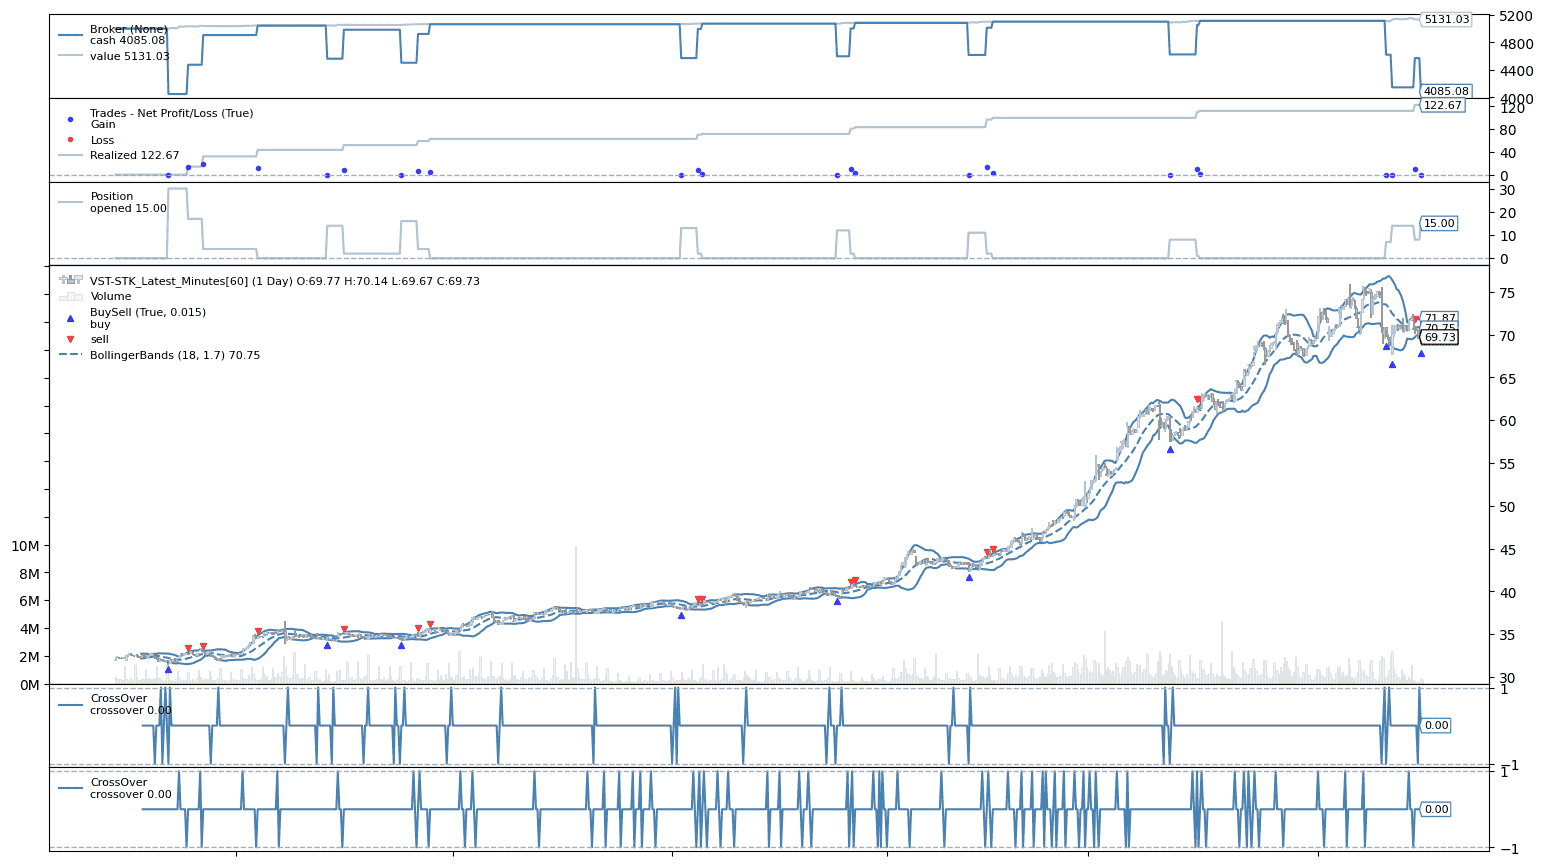 Broker (None)
cash 4085.08
value 5131.03
5131.03
5200
4800
4400
4085.08
4000
Trades - Net Profit/Loss (True)
Gain
Loss
Realized 122.67
122.67
120
80
40
0
Position
opened 15.00
30
20
15.00
10
0
VST-STK_Latest_Minutes[60] (1 Day) O:69.77 H:70.14 L:69.67 C:69.73
Volume
BuySell (True, 0.015)
buy
sell
BollingerBands (18, 1.7) 70.75
75
71.87
70.75
70
69.73
65
60
55
50
45
40
35
30
10M
8M
6M
4M
2M
0M
CrossOver
crossover 0.00
1
0.00
−1
CrossOver
crossover 0.00
1
0.00
−1